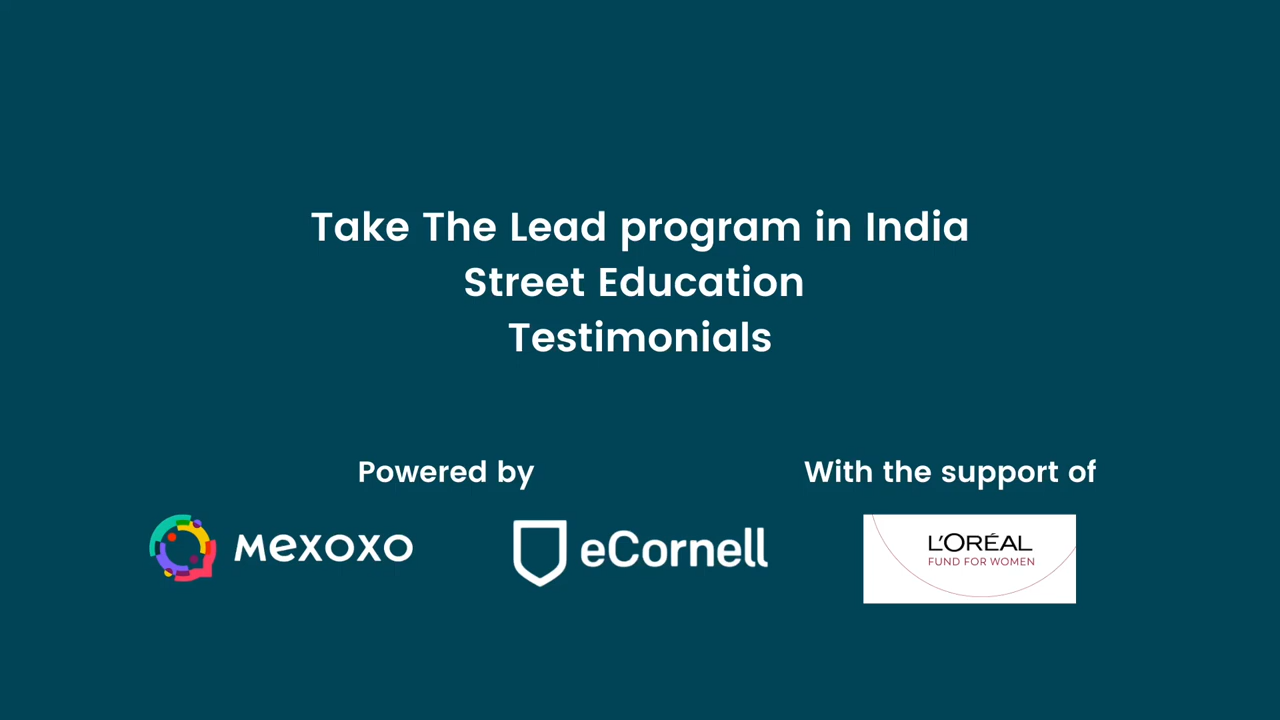 Take The Lead program in India
Street Education
Testimonials
Powered by
With the support of
mexoxo
eCornell
L'ORÉAL
FUND FOR WOMEN